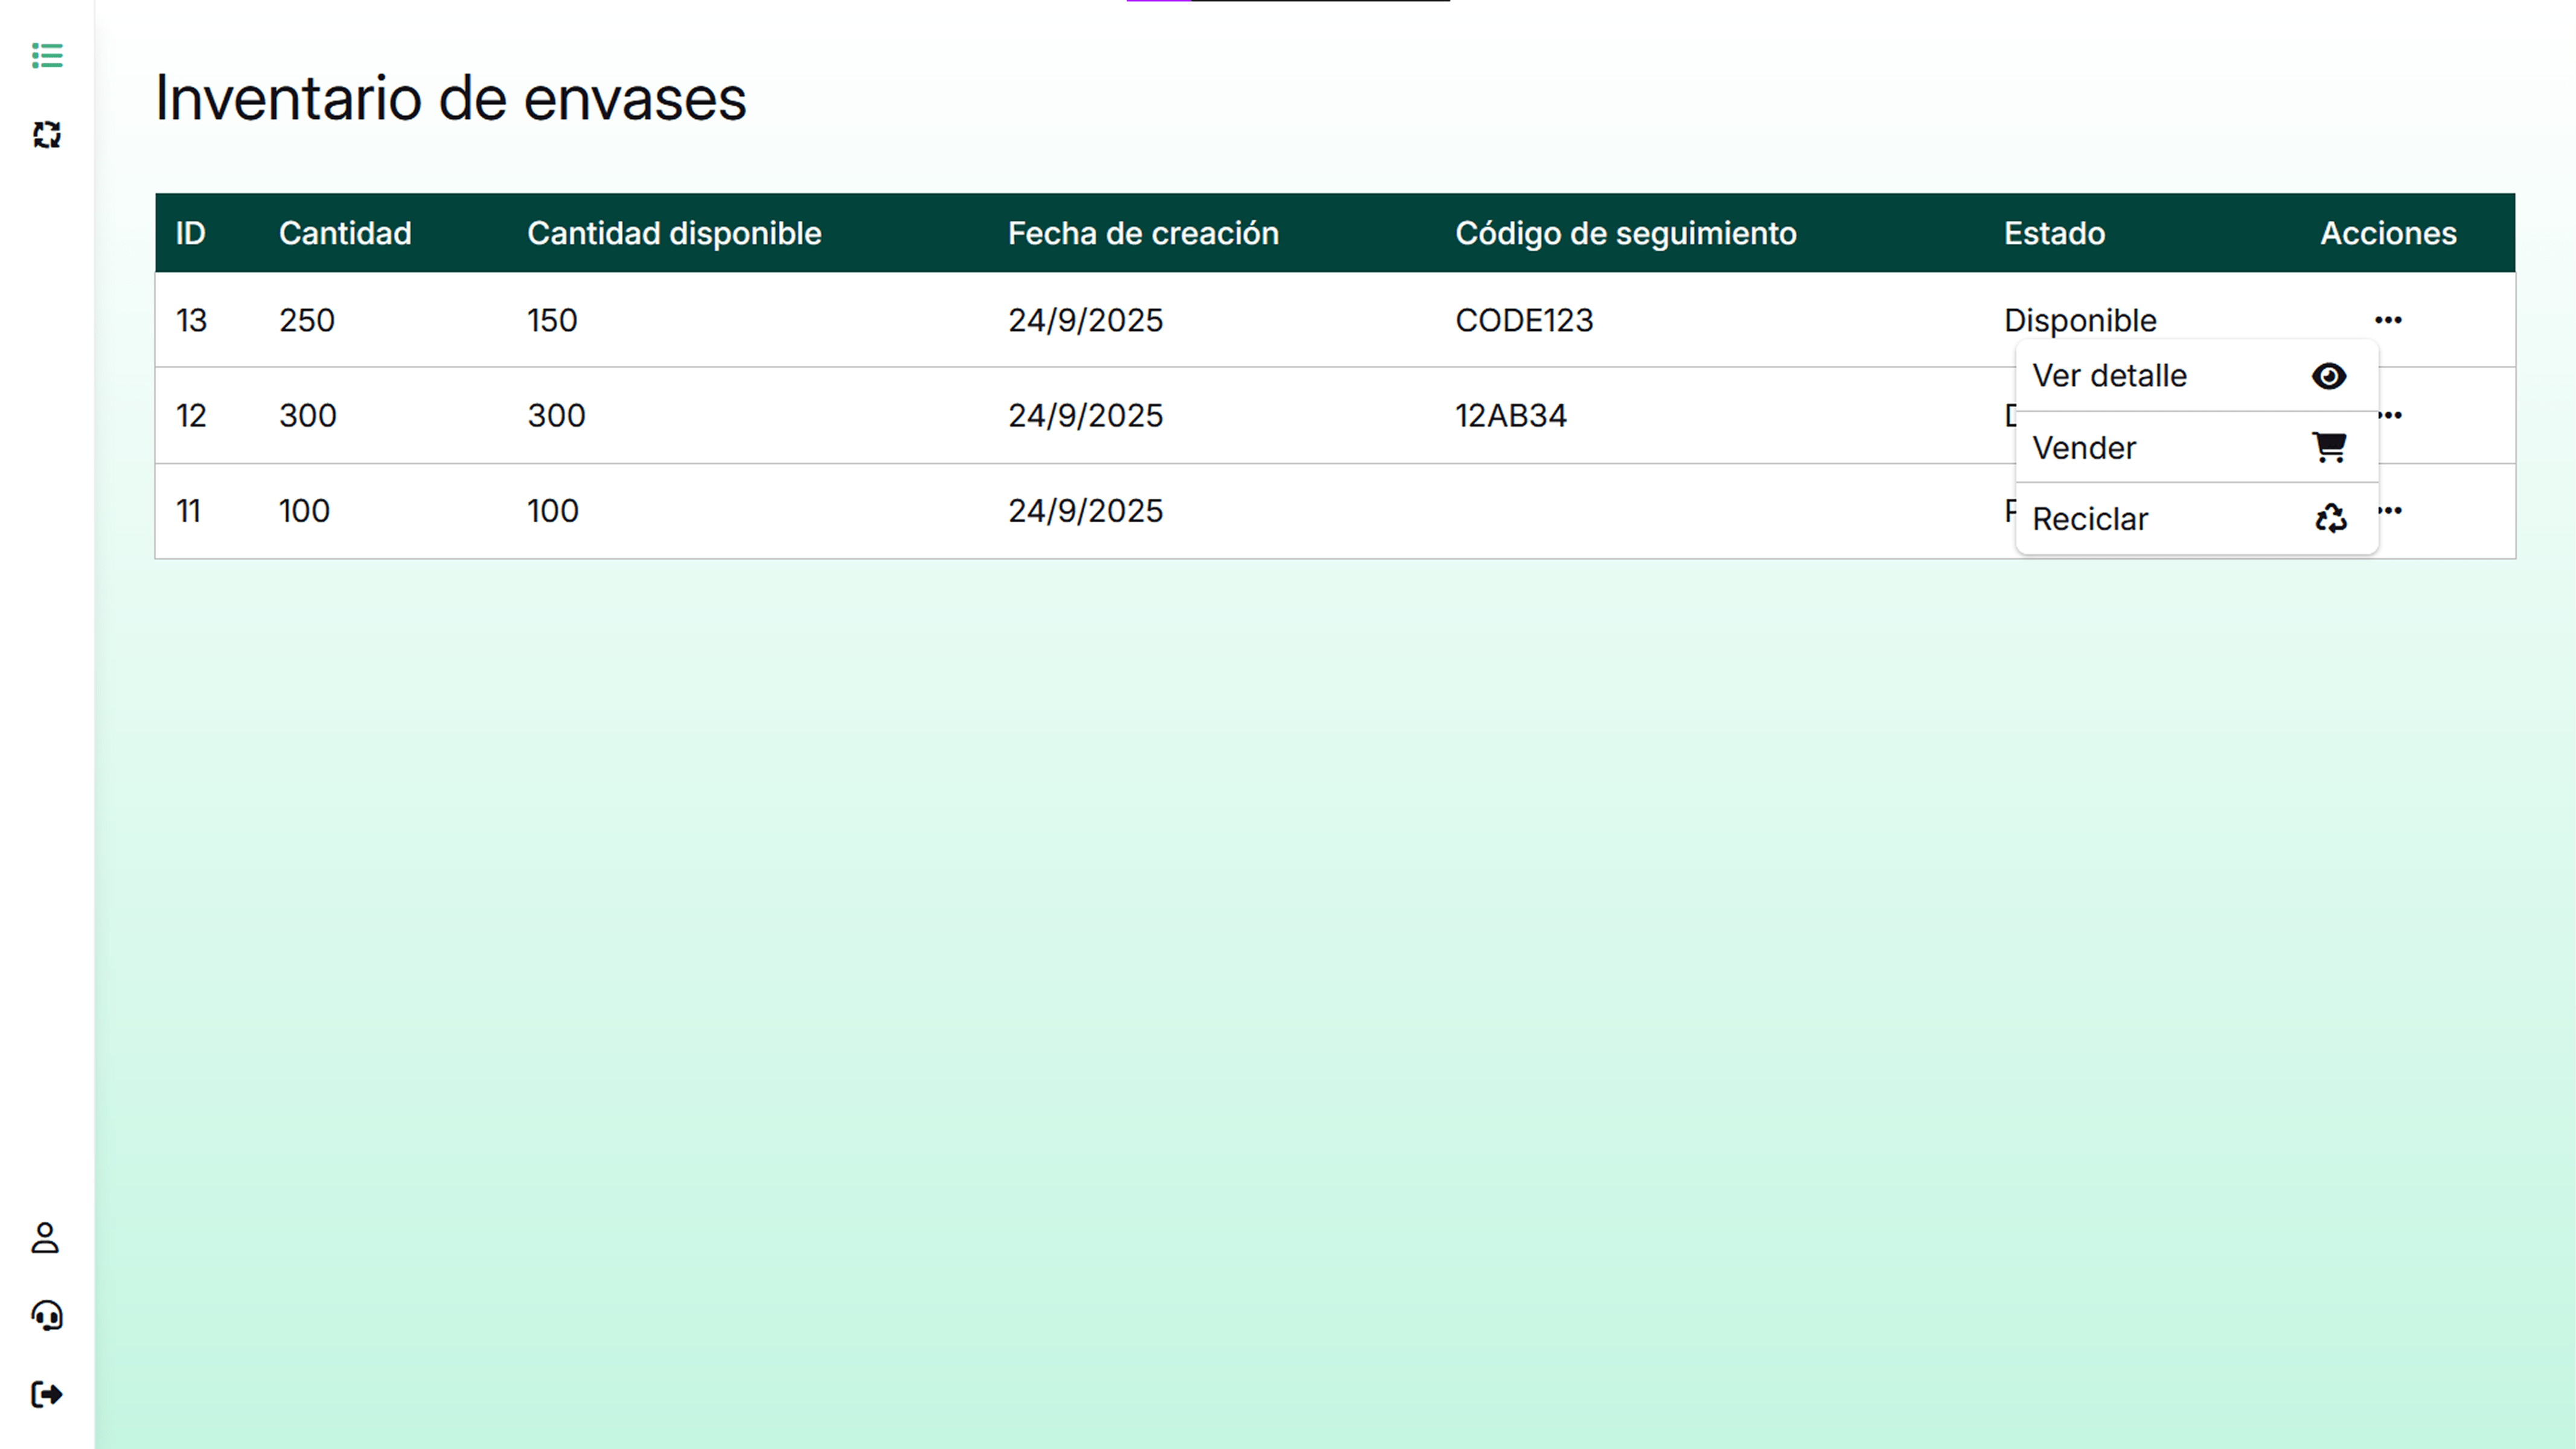 Inventario de envases
ID Cantidad Cantidad disponible Fecha de creación Código de seguimiento Estado Acciones
13 250 150 24/9/2025 CODE123 Disponible
Ver detalle
12 300 300 24/9/2025 12AB34
Vender
11 100 100 24/9/2025
Reciclar